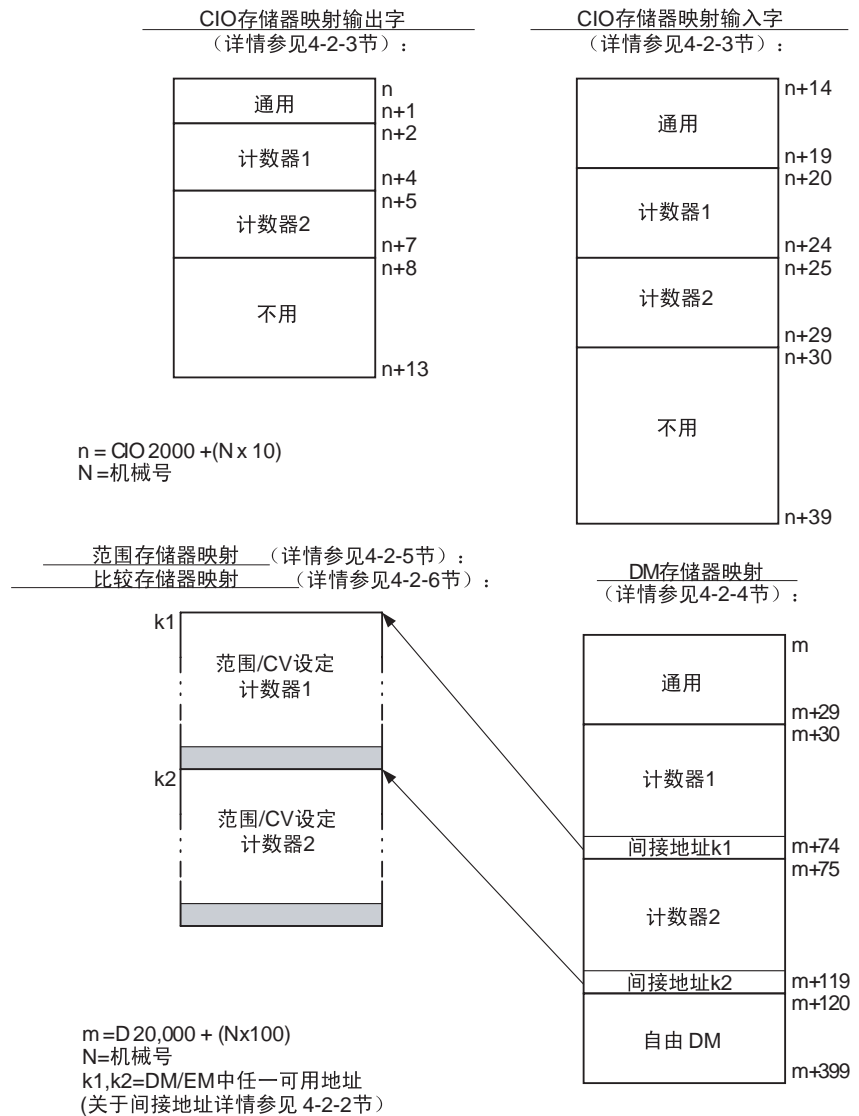 CIO存储器映射输出字
（详情参见4-2-3节）：
通用
计数器1
计数器2
不用
n
n+1
n+2
n+4
n+5
n+7
n+8
n+13
n = CIO 2000 +(N x 10)
N =机械号
CIO存储器映射输入字
（详情参见4-2-3节）：
通用
计数器1
计数器2
不用
n+14
n+19
n+20
n+24
n+25
n+29
n+30
n+39
范围存储器映射 （详情参见4-2-5节）：
比较存储器映射 （详情参见4-2-6节）：
k1
范围/CV设定
计数器1
k2
范围/CV设定
计数器2
m =D 20,000 + (Nx100)
N=机械号
k1,k2=DM/EM中任一可用地址
(关于间接地址详情参见 4-2-2节）
DM存储器映射
（详情参见4-2-4节）：
通用
计数器1
间接地址k1
计数器2
间接地址k2
自由 DM
m
m+29
m+30
m+74
m+75
m+119
m+120
m+399